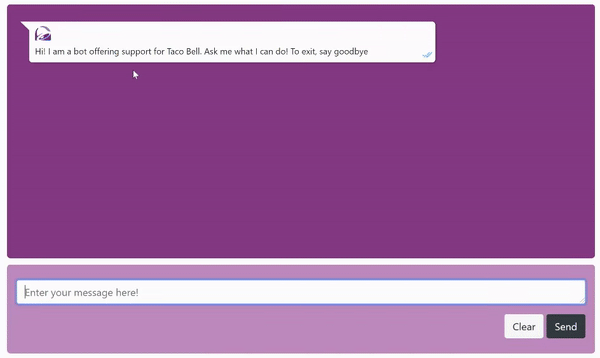 Hi! I am a bot offering support for Taco Bell. Ask me what I can do! To exit, say goodbye
Enter your message here!
Clear Send